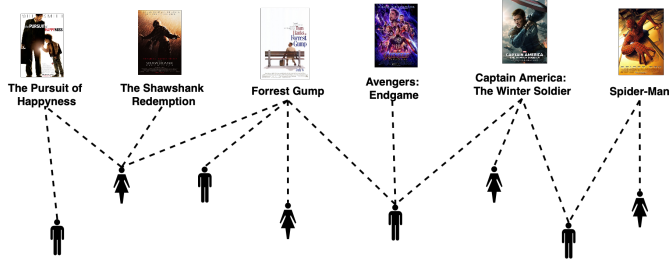 The Pursuit of
Happyness
The Shawshank
Redemption
Forrest Gump
Avengers:
Endgame
Captain America:
The Winter Soldier
Spider-Man